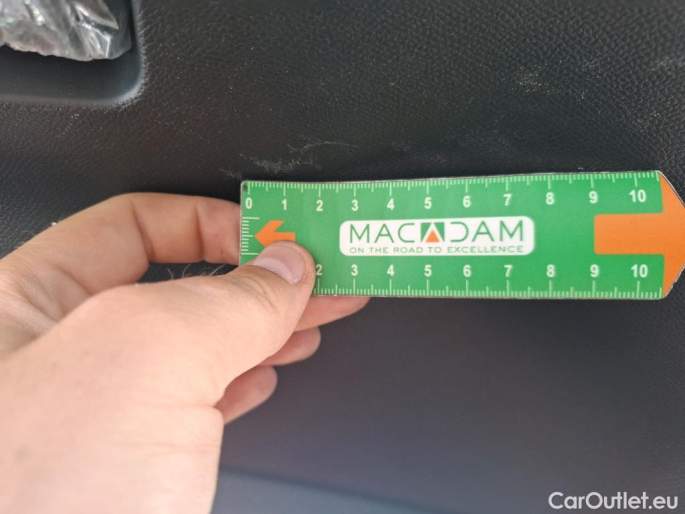 0 1 2 3 4 5 6 7 8 9 10
MACADAM
ON THE ROAD TO EXCELLENCE
2 3 4 5 6 7 8 9 10
CarOutlet.eu